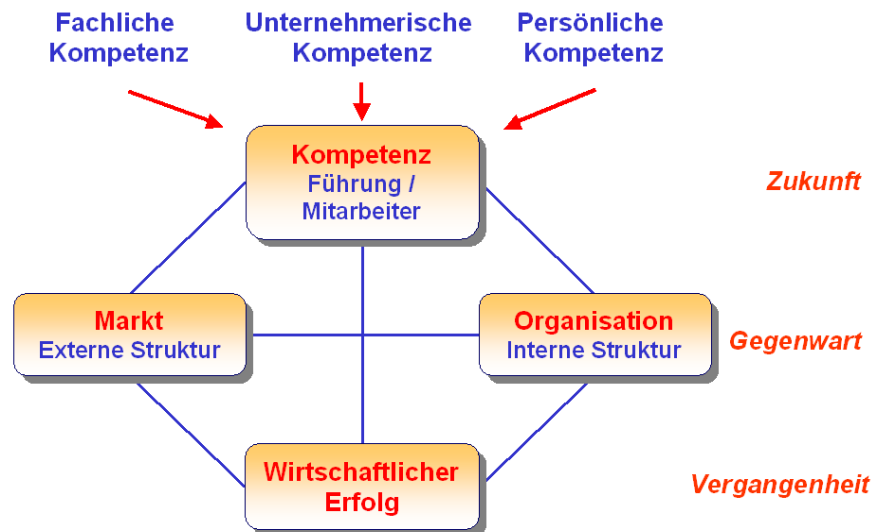 Fachliche
Kompetenz
Unternehmerische
Kompetenz
Persönliche
Kompetenz
Kompetenz
Führung /
Mitarbeiter
Zukunft
Markt
Externe Struktur
Organisation
Interne Struktur
Gegenwart
Wirtschaftlicher
Erfolg
Vergangenheit